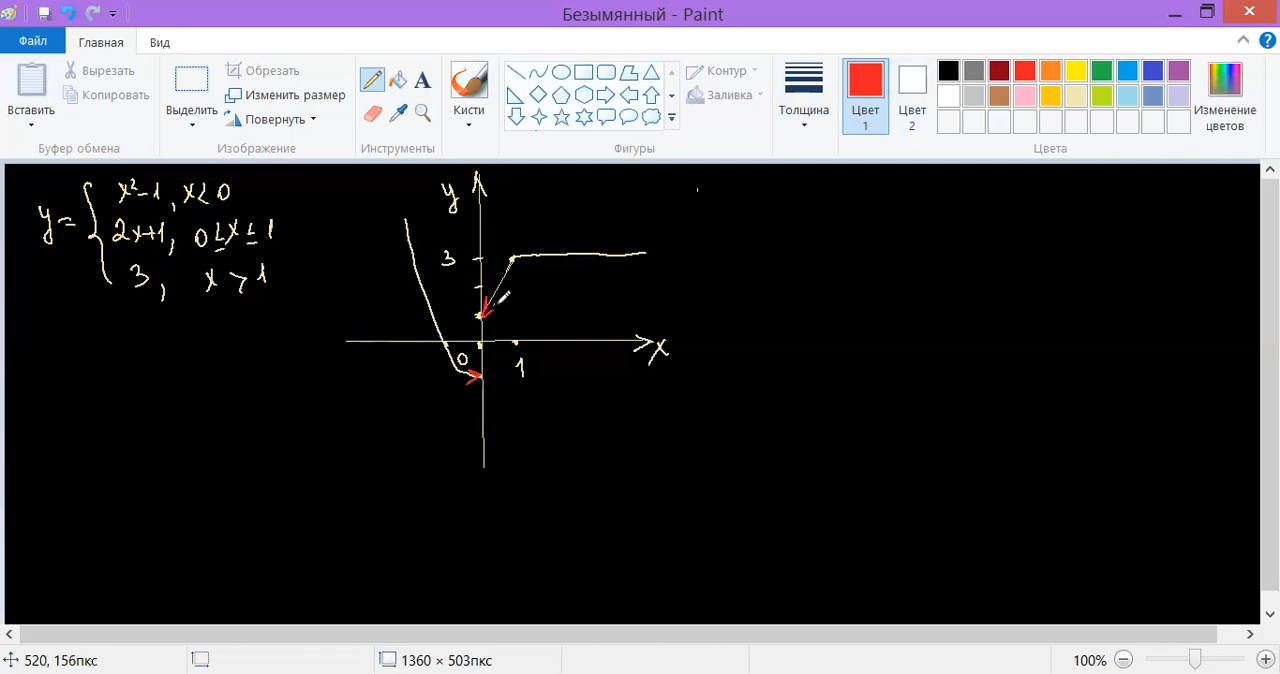 Безымянный - Paint
Файл
Главная
Вид
Вставить
Вырезать
Копировать
Буфер обмена
Выделить
Обрезать
Изменить размер
Повернуть
Изображение
Инструменты
Кисти
Контур
Заливка
Фигуры
Толщина
Цвет 1
Цвет 2
Изменение цветов
Цвета
y = { x²-1, x < 0
2x+1, 0 ≤ x ≤ 1
3, x > 1
y
3
0
1
x
520, 156пкс
1360 × 503пкс
100%